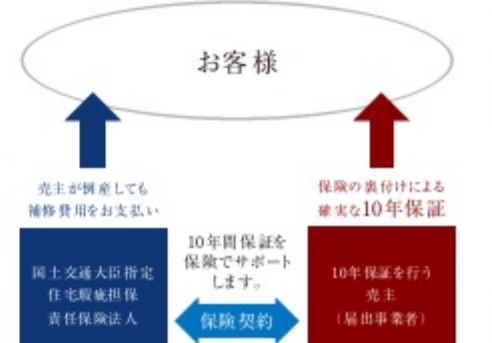 お客様
売主が倒産しても
補修費用をお支払い
保険の裏付けによる
確実な10年保証
10年間保証を
保険でサポート
します。
国土交通大臣指定
住宅瑕疵担保
責任保険法人
保険契約
10年保証を行う
売主
(届出事業者)